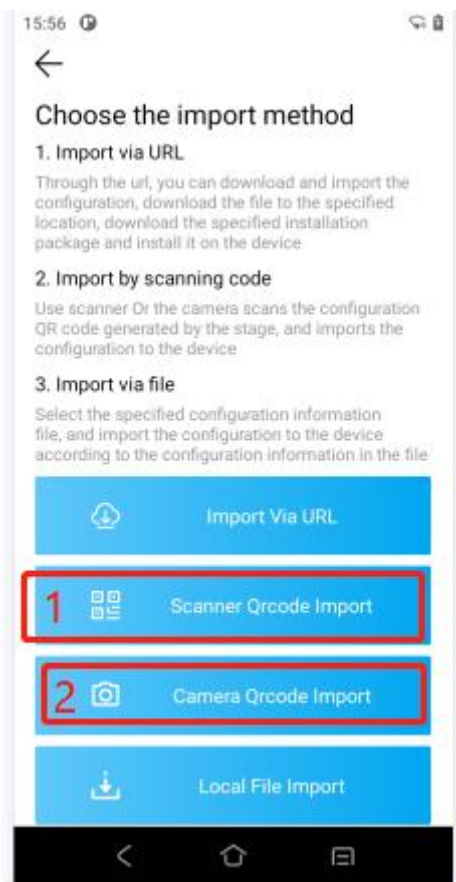 15:56
Choose the import method
1. Import via URL
Through the url, you can download and import the
configuration, download the file to the specified
location, download the specified installation
package and install it on the device
2. Import by scanning code
Use scanner Or the camera scans the configuration
QR code generated by the stage, and imports the
configuration to the device
3. Import via file
Select the specified configuration information
file, and import the configuration to the device
according to the configuration information in the file
Import Via URL
1 Scanner Qrcode Import
2 Camera Qrcode Import
Local File Import